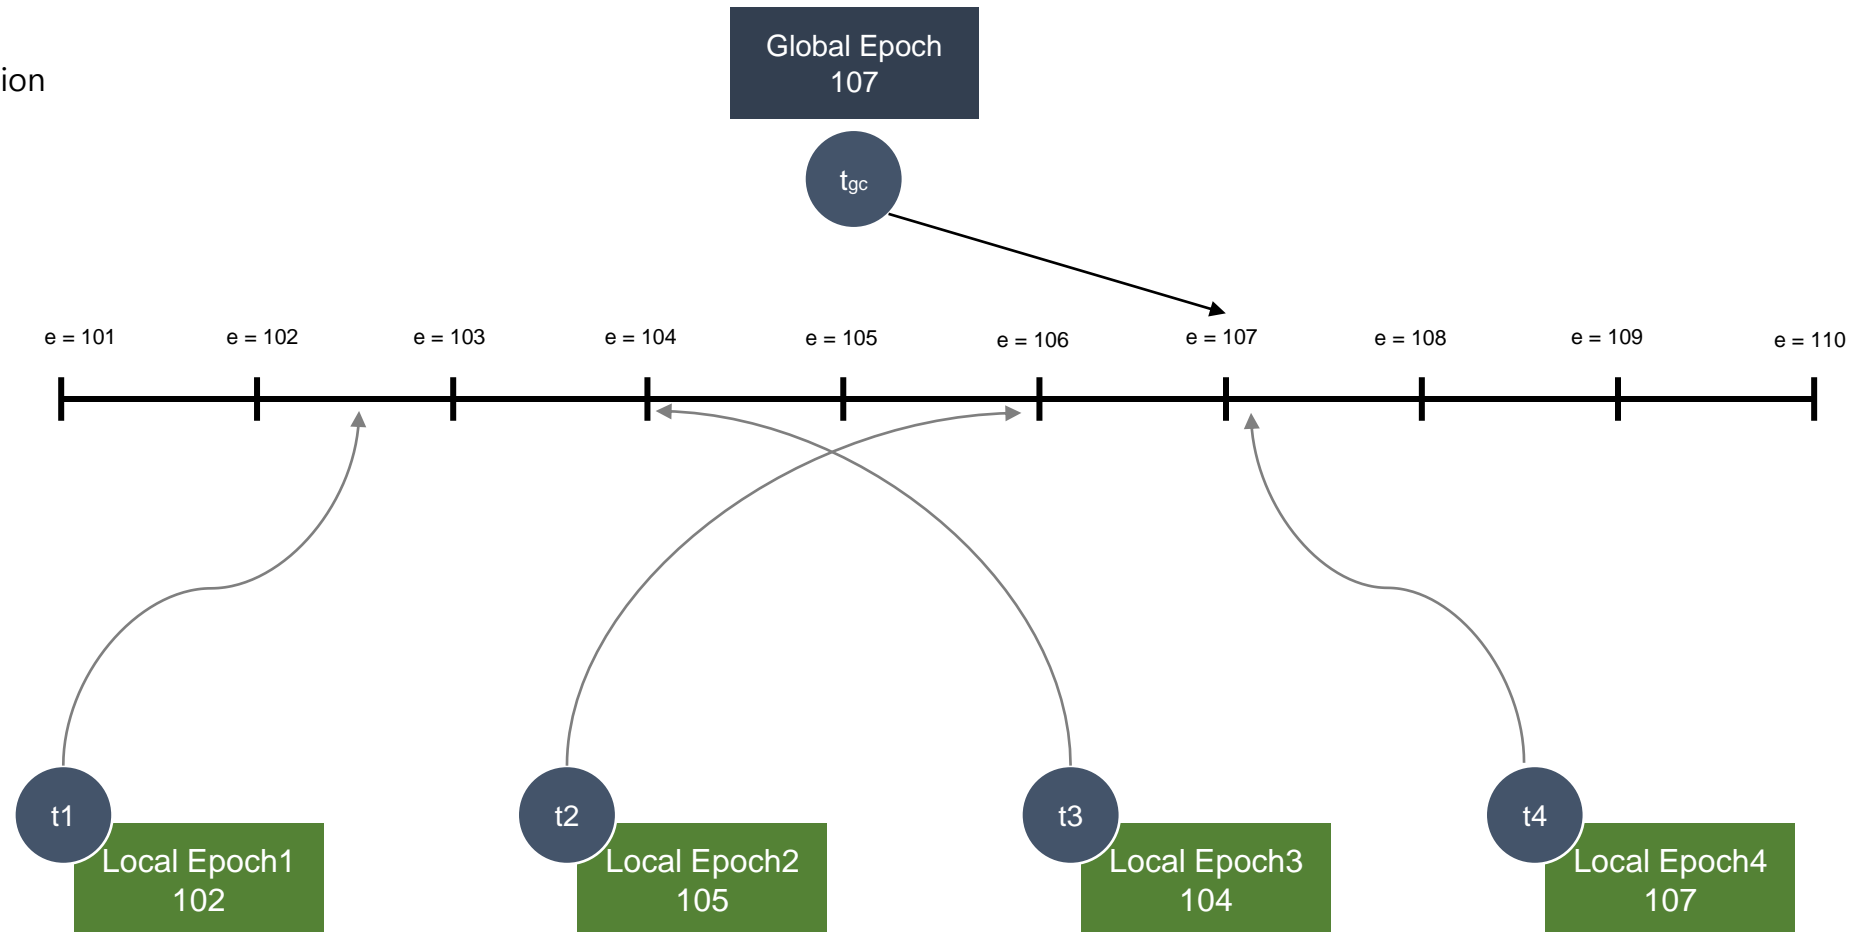 Global Epoch
107
ion
tgc
e = 101 e = 102 e = 103 e = 104 e = 105 e = 106 e = 107 e = 108 e = 109 e = 110
t1 t2 t3 t4
Local Epoch1
102
Local Epoch2
105
Local Epoch3
104
Local Epoch4
107